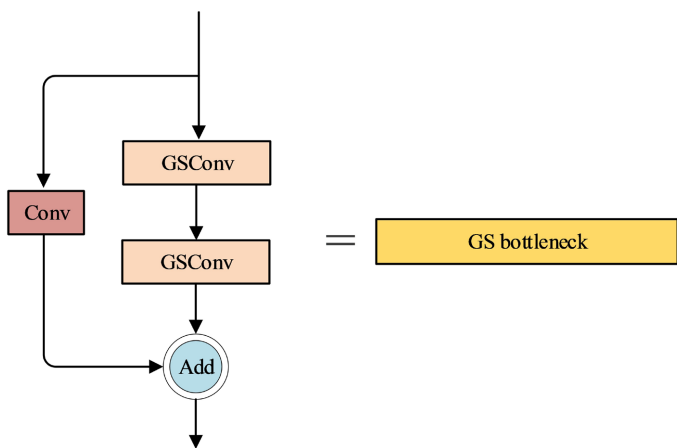 GSConv
Conv
GSConv
=
GS bottleneck
Add